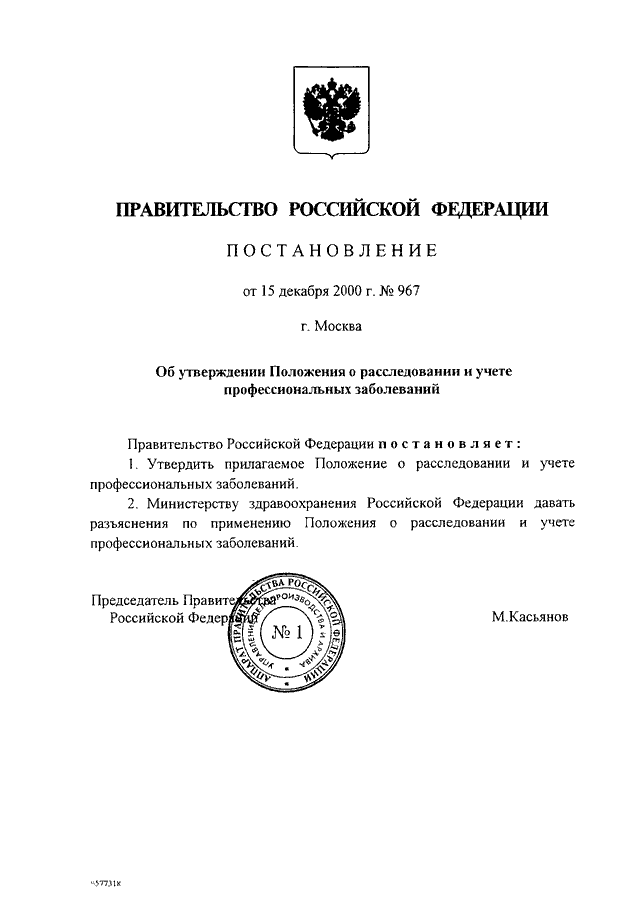 ПРАВИТЕЛЬСТВО РОССИЙСКОЙ ФЕДЕРАЦИИ
ПОСТАНОВЛЕНИЕ
от 15 декабря 2000 г. № 967
г. Москва
Об утверждении Положения о расследовании и учете
профессиональных заболеваний
Правительство Российской Федерации постановляет:
1. Утвердить прилагаемое Положение о расследовании и учете
профессиональных заболеваний.
2. Министерству здравоохранения Российской Федерации давать
разъяснения по применению Положения о расследовании и учете
профессиональных заболеваний.
Председатель Правительства
Российской Федерации
М.Касьянов
АППАРАТ ПРАВИТЕЛЬСТВА РОССИЙСКОЙ ФЕДЕРАЦИИ
УПРАВЛЕНИЕ ДЕЛОПРОИЗВОДСТВА И АРХИВА
№ 1